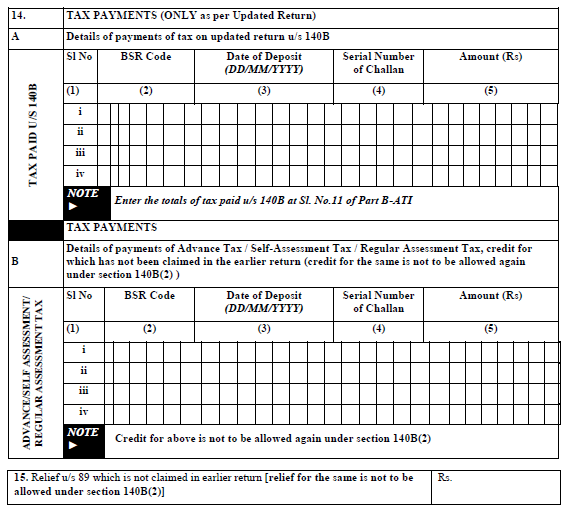 14. TAX PAYMENTS (ONLY as per Updated Return)
A Details of payments of tax on updated return u/s 140B
TAX PAID U/S 140B
Sl No BSR Code Date of Deposit Serial Number Amount (Rs)
(DD/MM/YYYY) of Challan
(1) (2) (3) (4) (5)
i
ii
iii
iv
NOTE ► Enter the totals of tax paid u/s 140B at Sl. No.11 of Part B-ATI
TAX PAYMENTS
B Details of payments of Advance Tax / Self-Assessment Tax / Regular Assessment Tax, credit for
which has not been claimed in the earlier return (credit for the same is not to be allowed again
under section 140B(2) )
ADVANCE/SELF ASSESSMENT/
REGULAR ASSESSMENT TAX
Sl No BSR Code Date of Deposit Serial Number Amount (Rs)
(DD/MM/YYYY) of Challan
(1) (2) (3) (4) (5)
i
ii
iii
iv
NOTE ► Credit for above is not to be allowed again under section 140B(2)
15. Relief u/s 89 which is not claimed in earlier return [relief for the same is not to be Rs.
allowed under section 140B(2)]